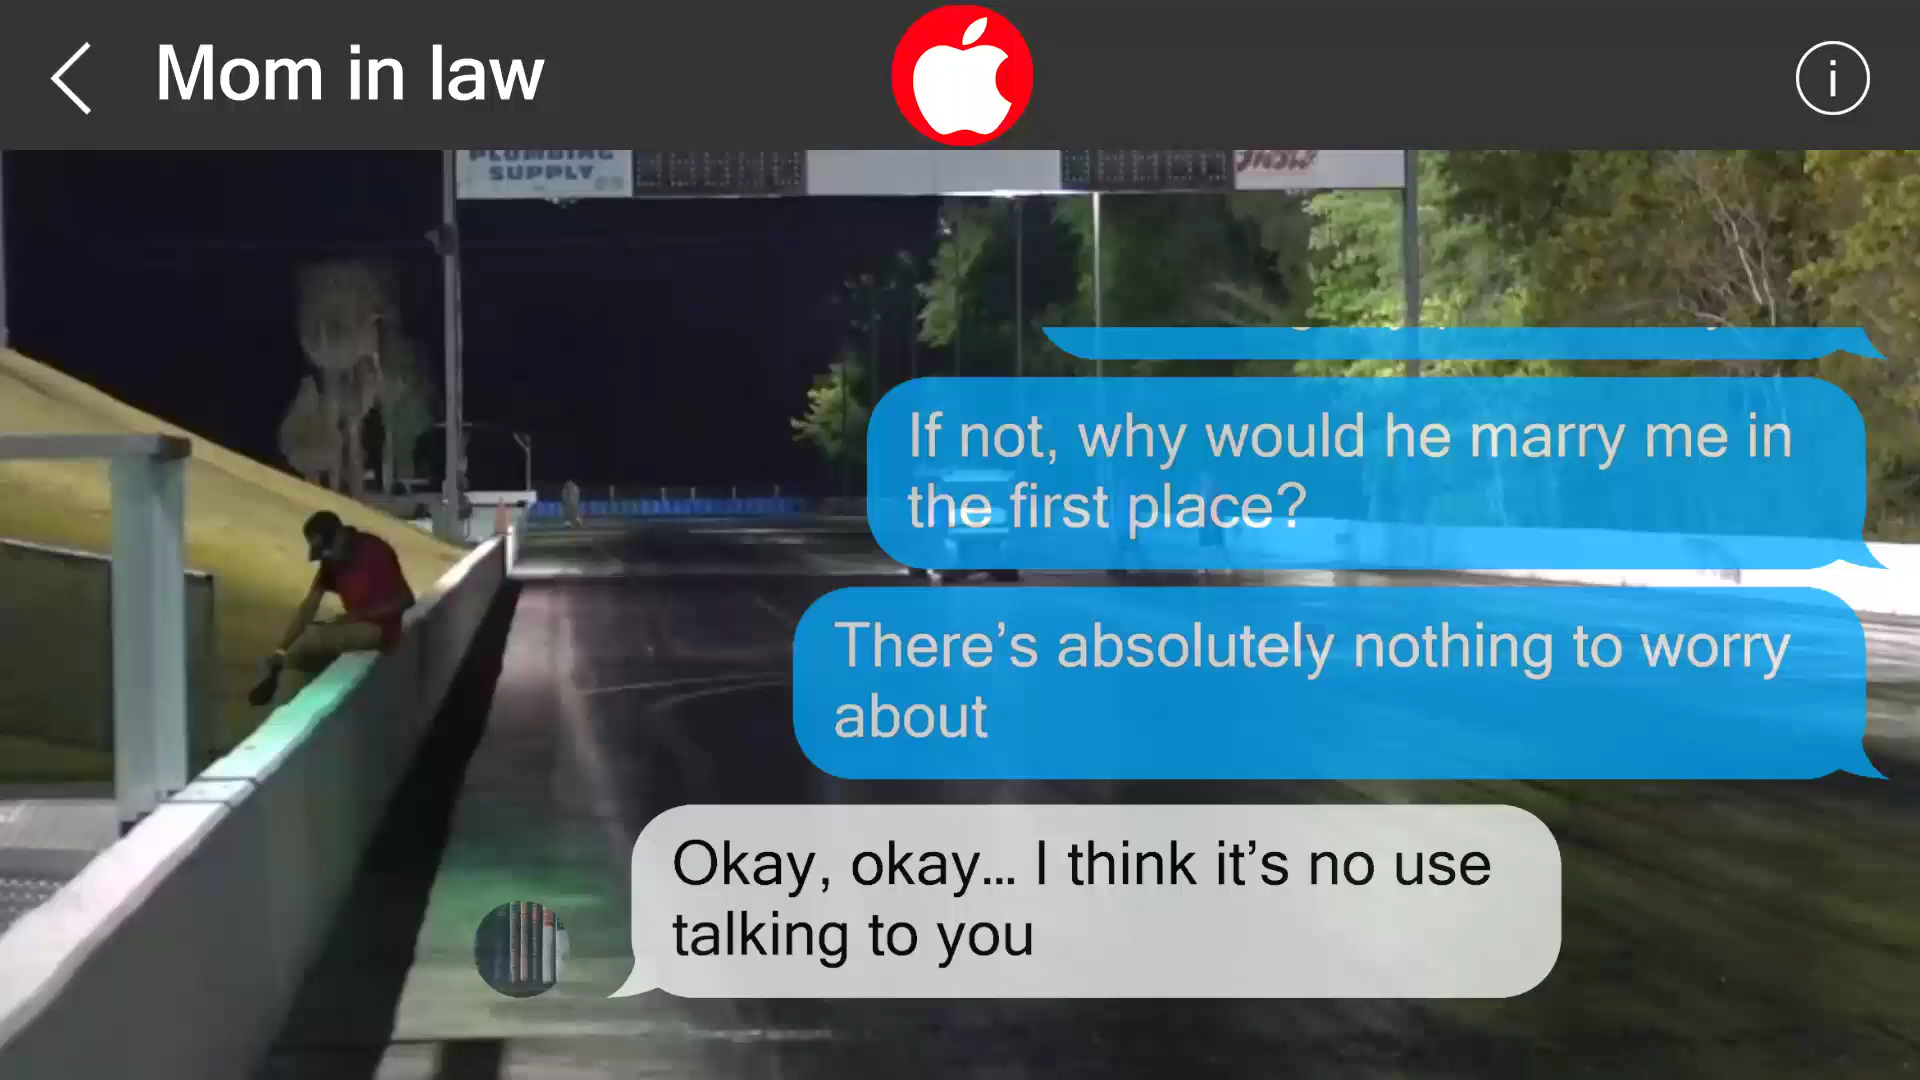 Mom in law
i
PLUMBING
SUPPLY
If not, why would he marry me in
the first place?
There’s absolutely nothing to worry
about
Okay, okay... I think it’s no use
talking to you